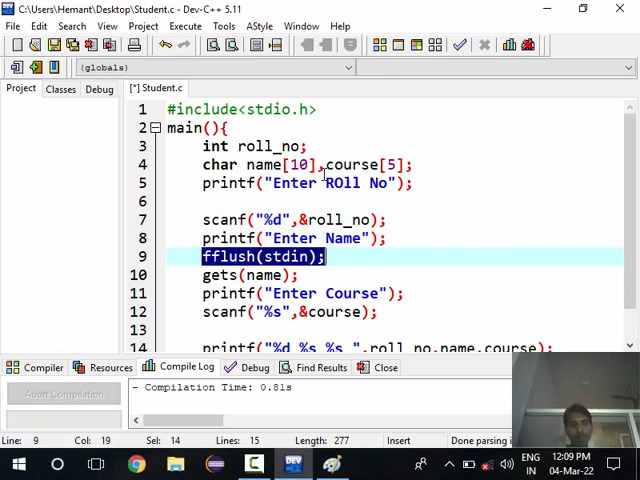 C:\Users\Hemant\Desktop\Student.c - Dev-C++ 5.11
File Edit Search View Project Execute Tools AStyle Window Help
(globals)
Project Classes Debug
[*] Student.c
1 #include<stdio.h>
2 main(){
3 int roll_no;
4 char name[10],course[5];
5 printf("Enter ROll No");
6
7 scanf("%d",&roll_no);
8 printf("Enter Name");
9 fflush(stdin);
10 gets(name);
11 printf("Enter Course");
12 scanf("%s",&course);
13
14 printf("%d %s %s ",roll_no,name,course);
Compiler Resources Compile Log Debug Find Results Close
Abort Compilation
- Compilation Time: 0.81s
Line: 9 Col: 19 Sel: 14 Lines: 15 Length: 277 Insert Done parsing i
ENG 12:09 PM
IN 04-Mar-22